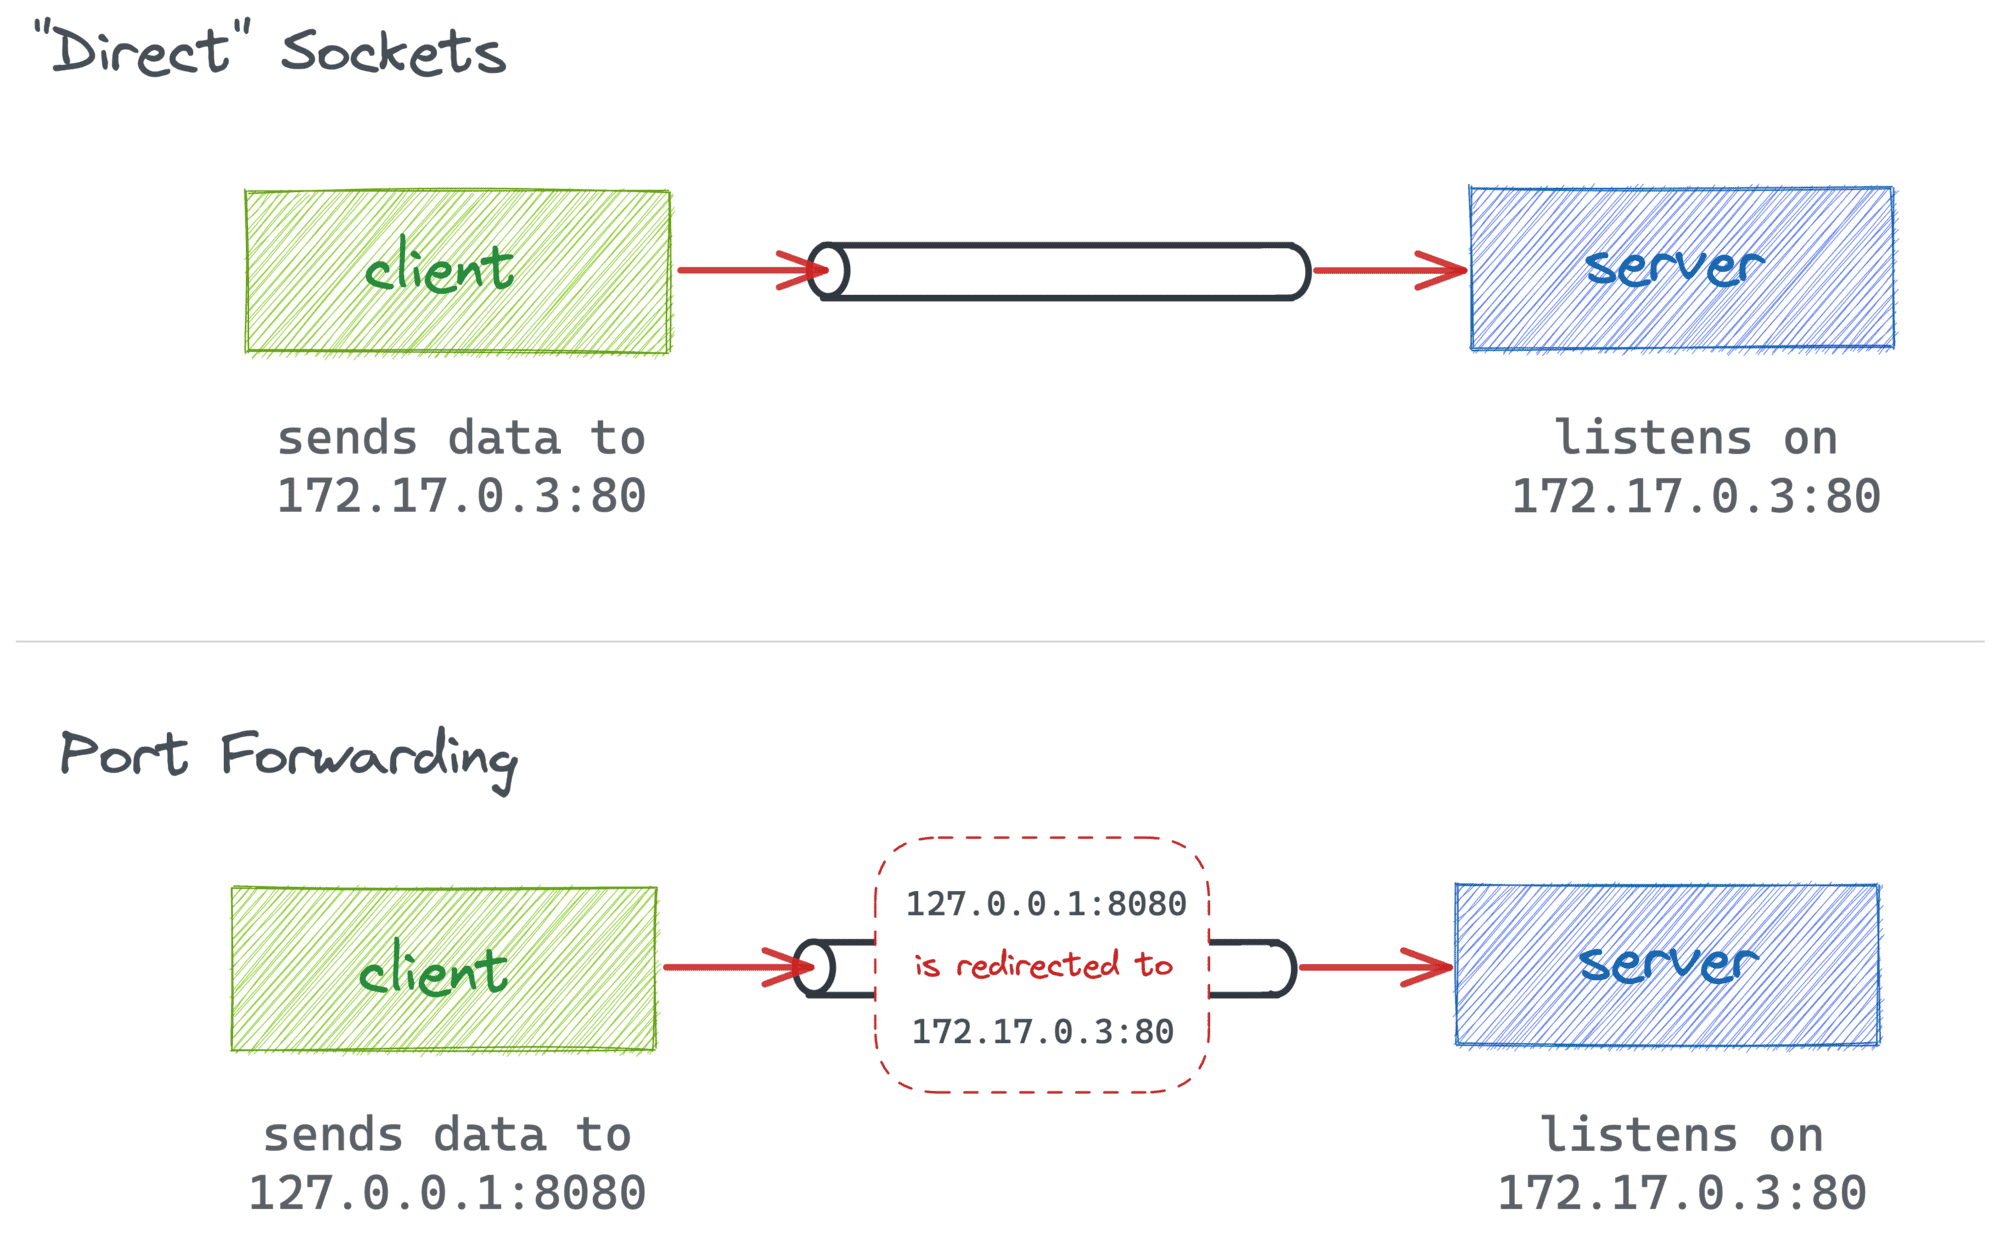 "Direct" Sockets
client
server
sends data to
172.17.0.3:80
listens on
172.17.0.3:80
Port Forwarding
client
127.0.0.1:8080
is redirected to
172.17.0.3:80
server
sends data to
127.0.0.1:8080
listens on
172.17.0.3:80